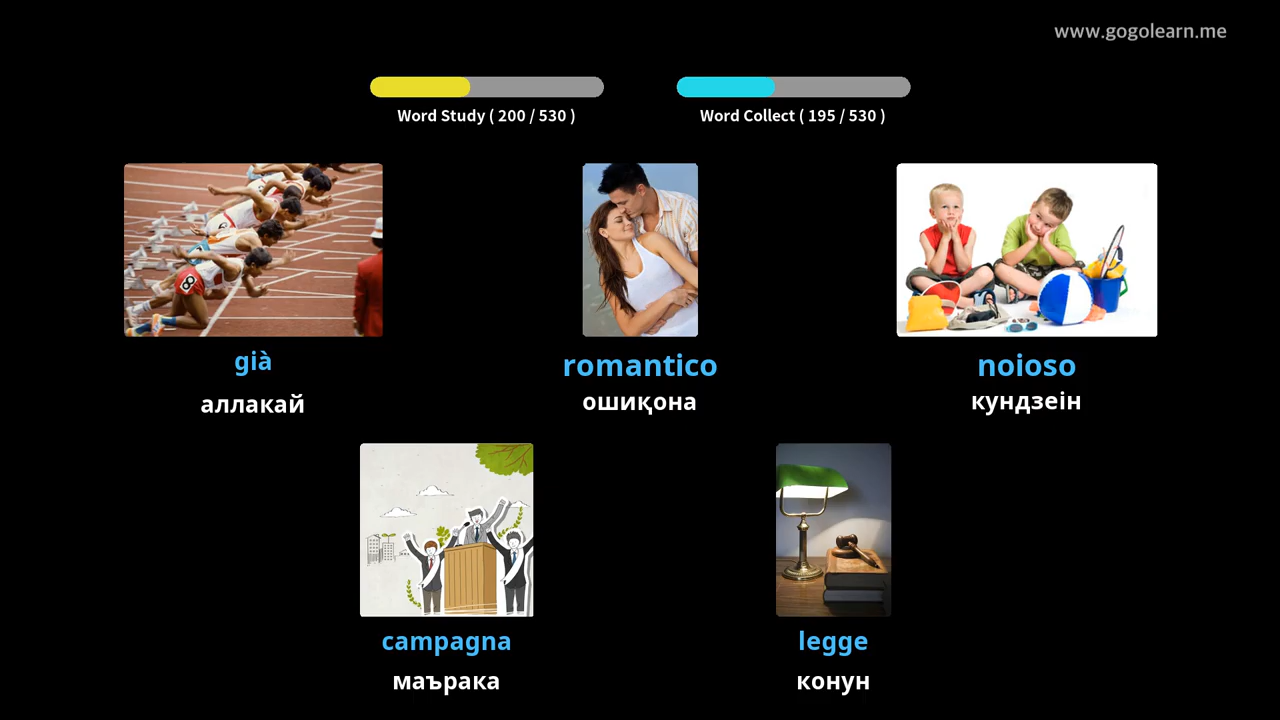 www.gogolearn.me
Word Study ( 200 / 530 )
Word Collect ( 195 / 530 )
8
già
romantico
noioso
аллакай
ошиқона
кундзеін
campagna
legge
маърака
конун